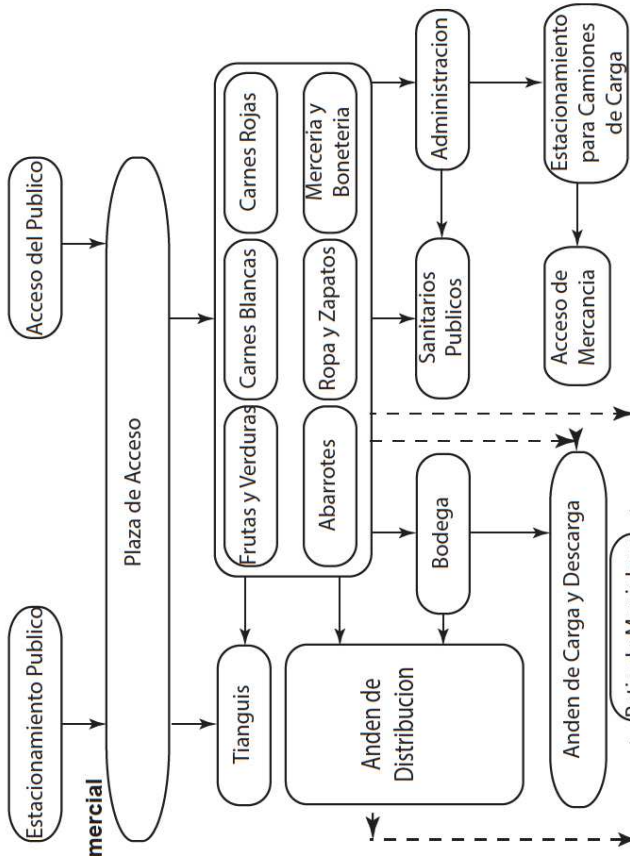 Estacionamiento Publico
Acceso del Publico
Plaza de Acceso
mercial
Tianguis
Frutas y Verduras
Carnes Blancas
Carnes Rojas
Abarrotes
Ropa y Zapatos
Merceria y
Boneteria
Anden de
Distribucion
Bodega
Sanitarios
Publicos
Administracion
Anden de Carga y Descarga
Acceso de
Mercancia
Estacionamiento
para Camiones
de Carga